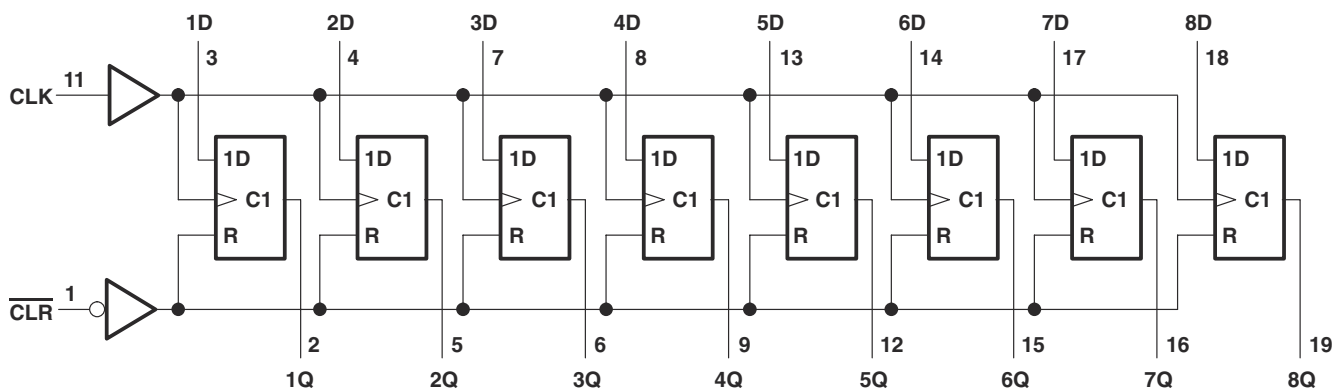 1D 2D 3D 4D 5D 6D 7D 8D
3 4 7 8 13 14 17 18
11
CLK
1D 1D 1D 1D 1D 1D 1D 1D
C1 C1 C1 C1 C1 C1 C1 C1
R R R R R R R R
1
C̅L̅R̅
2 5 6 9 12 15 16 19
1Q 2Q 3Q 4Q 5Q 6Q 7Q 8Q